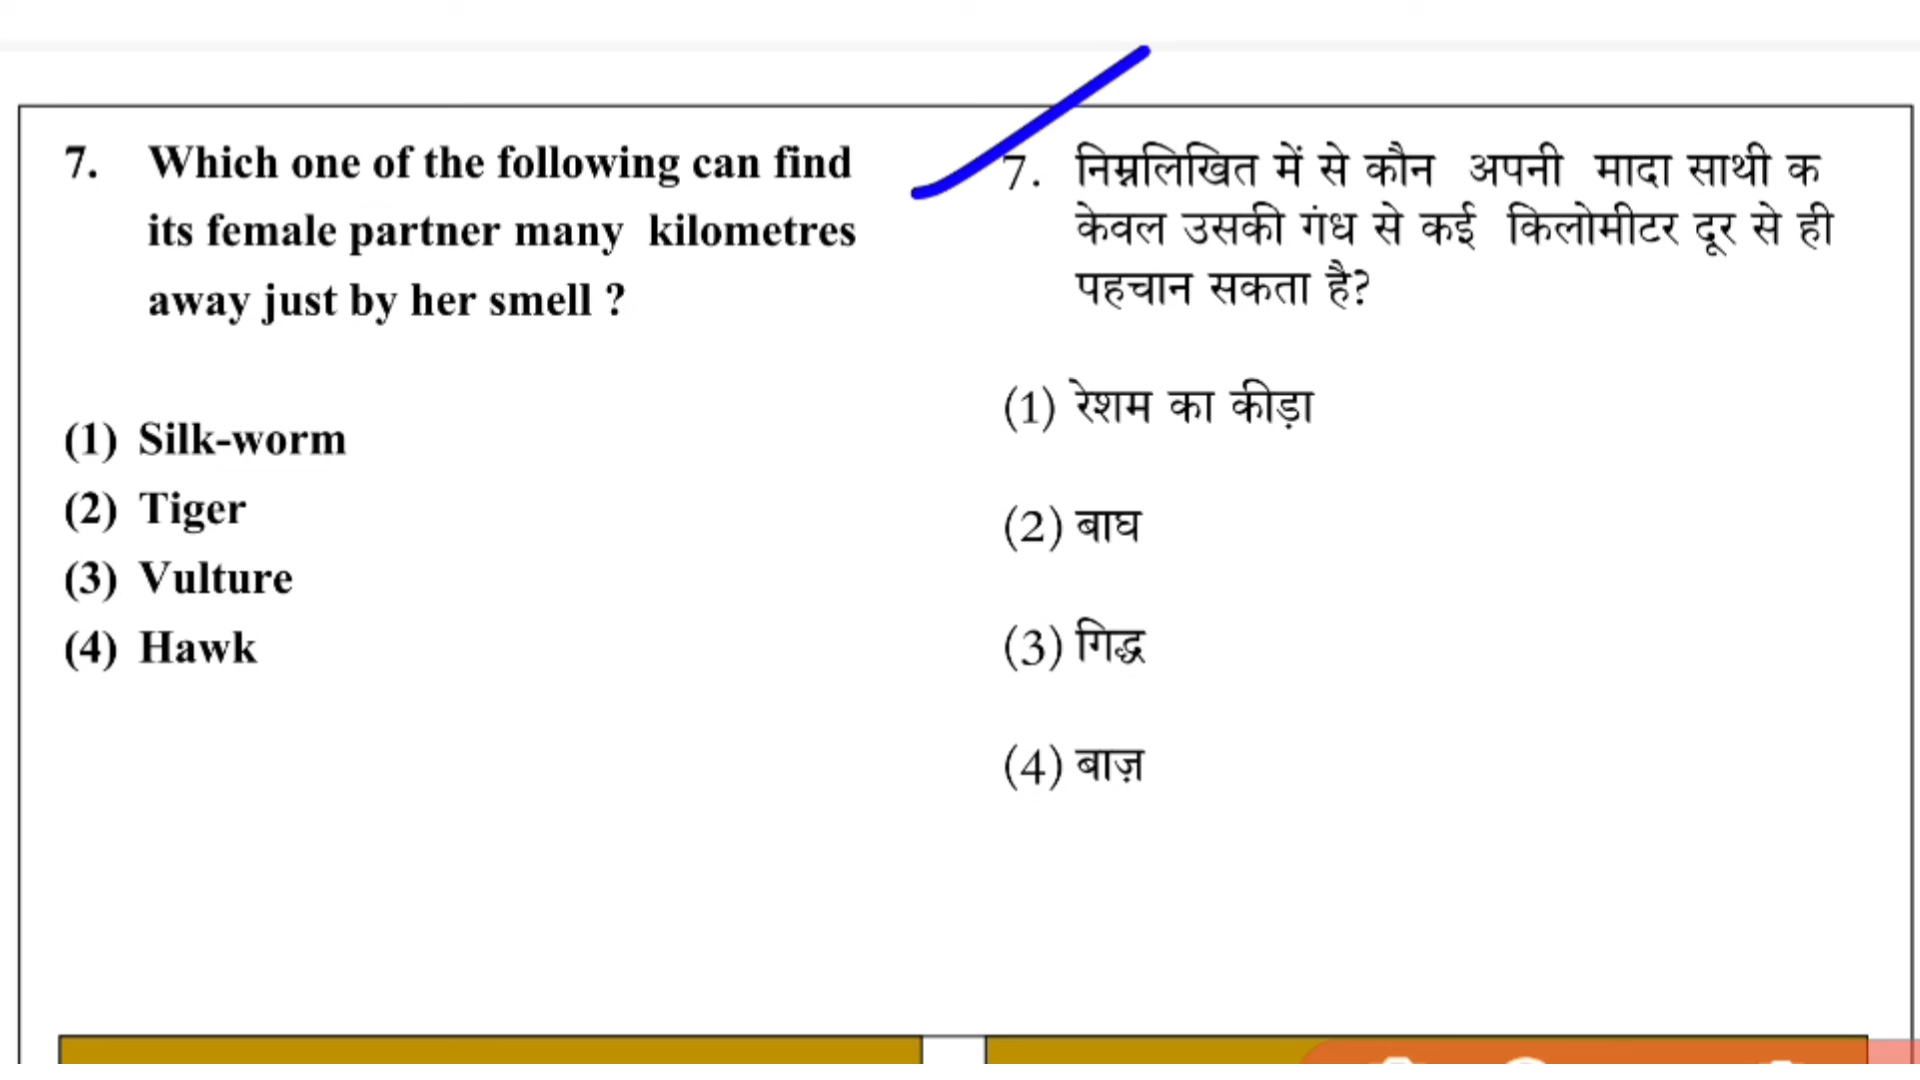 7. Which one of the following can find
its female partner many kilometres
away just by her smell ?
(1) Silk-worm
(2) Tiger
(3) Vulture
(4) Hawk
7. निम्नलिखित में से कौन अपनी मादा साथी क
केवल उसकी गंध से कई किलोमीटर दूर से ही
पहचान सकता है?
(1) रेशम का कीड़ा
(2) बाघ
(3) गिद्ध
(4) बाज़